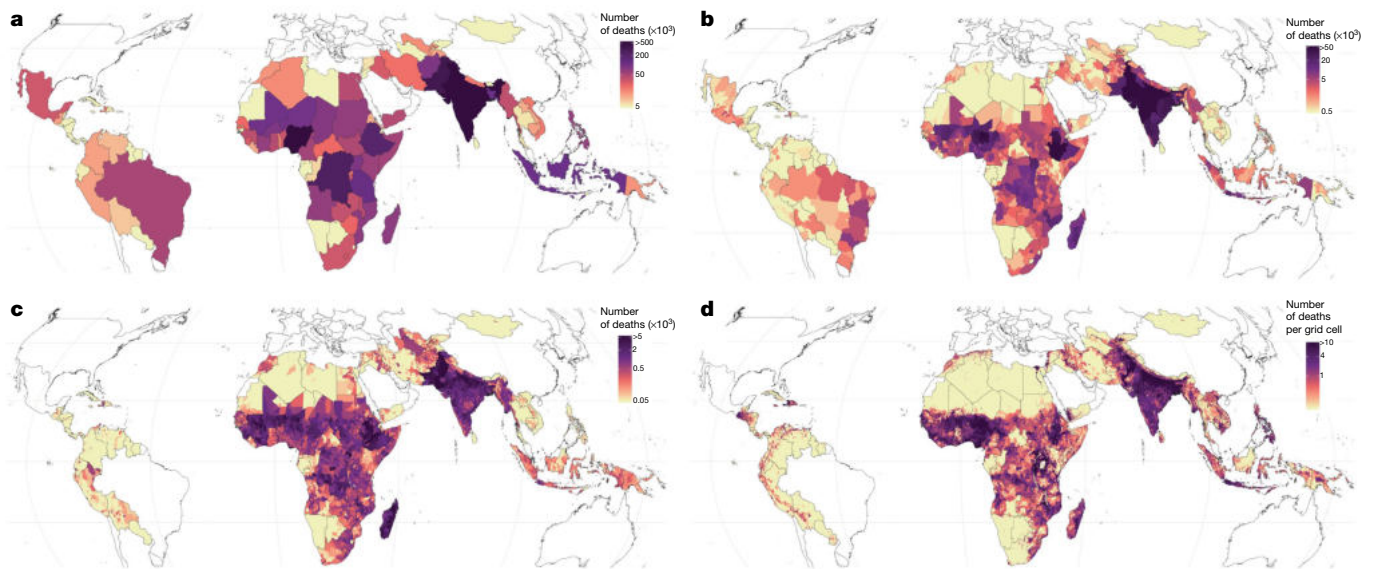 a
Number
of deaths (×10³)
>500
200
50
5
b
Number
of deaths (×10³)
>50
20
5
0.5
c
Number
of deaths (×10³)
>5
2
0.5
0.05
d
Number
of deaths
per grid cell
>10
4
1